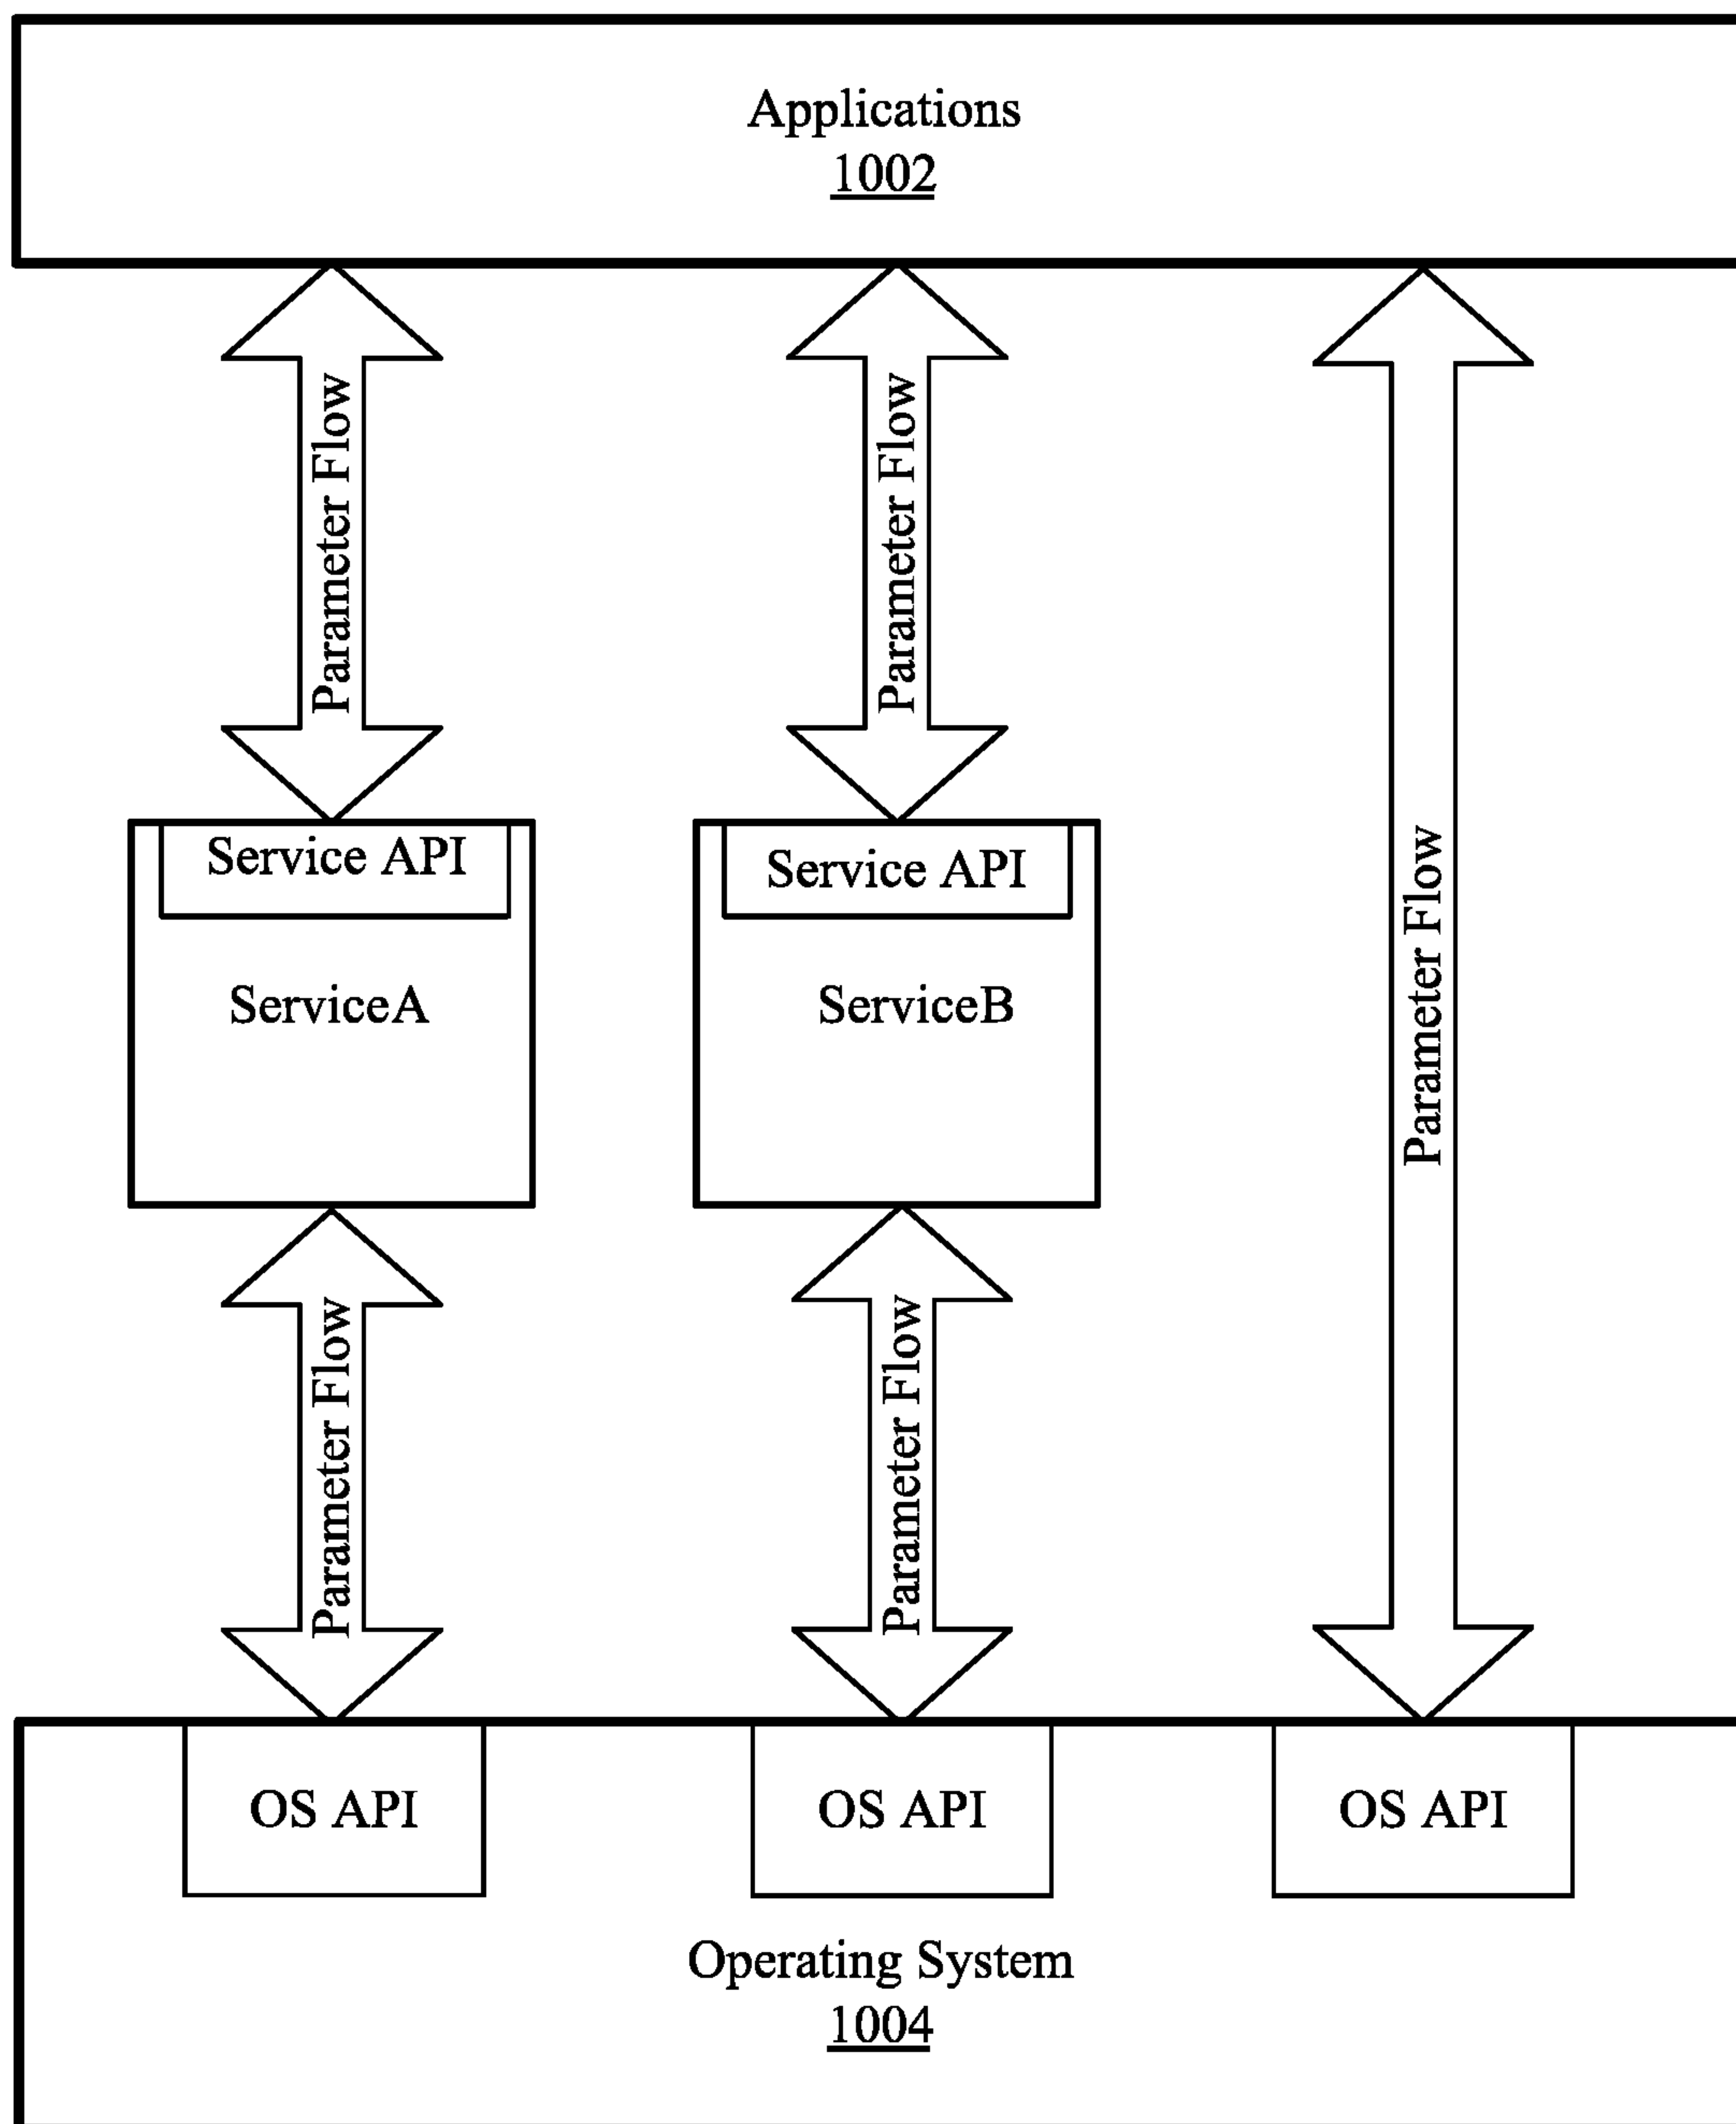 Applications
1002
Parameter Flow
Parameter Flow
Parameter Flow
Service API
Service API
ServiceA
ServiceB
Parameter Flow
Parameter Flow
OS API
OS API
OS API
Operating System
1004